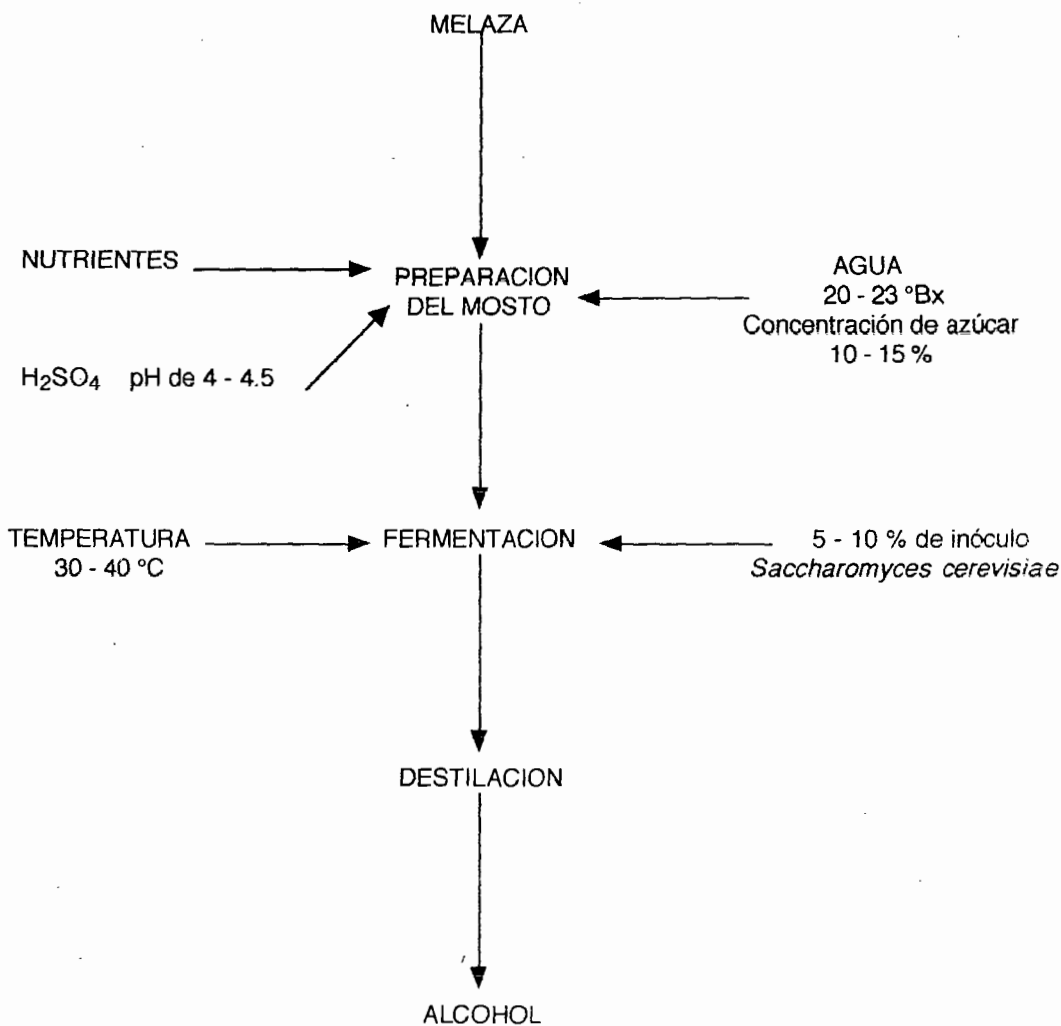 MELAZA
NUTRIENTES
PREPARACION
DEL MOSTO
AGUA
20 - 23 °Bx
Concentración de azúcar
10 - 15 %
H₂SO₄ pH de 4 - 4.5
TEMPERATURA
30 - 40 °C
FERMENTACION
5 - 10 % de inóculo
Saccharomyces cerevisiae
DESTILACION
ALCOHOL